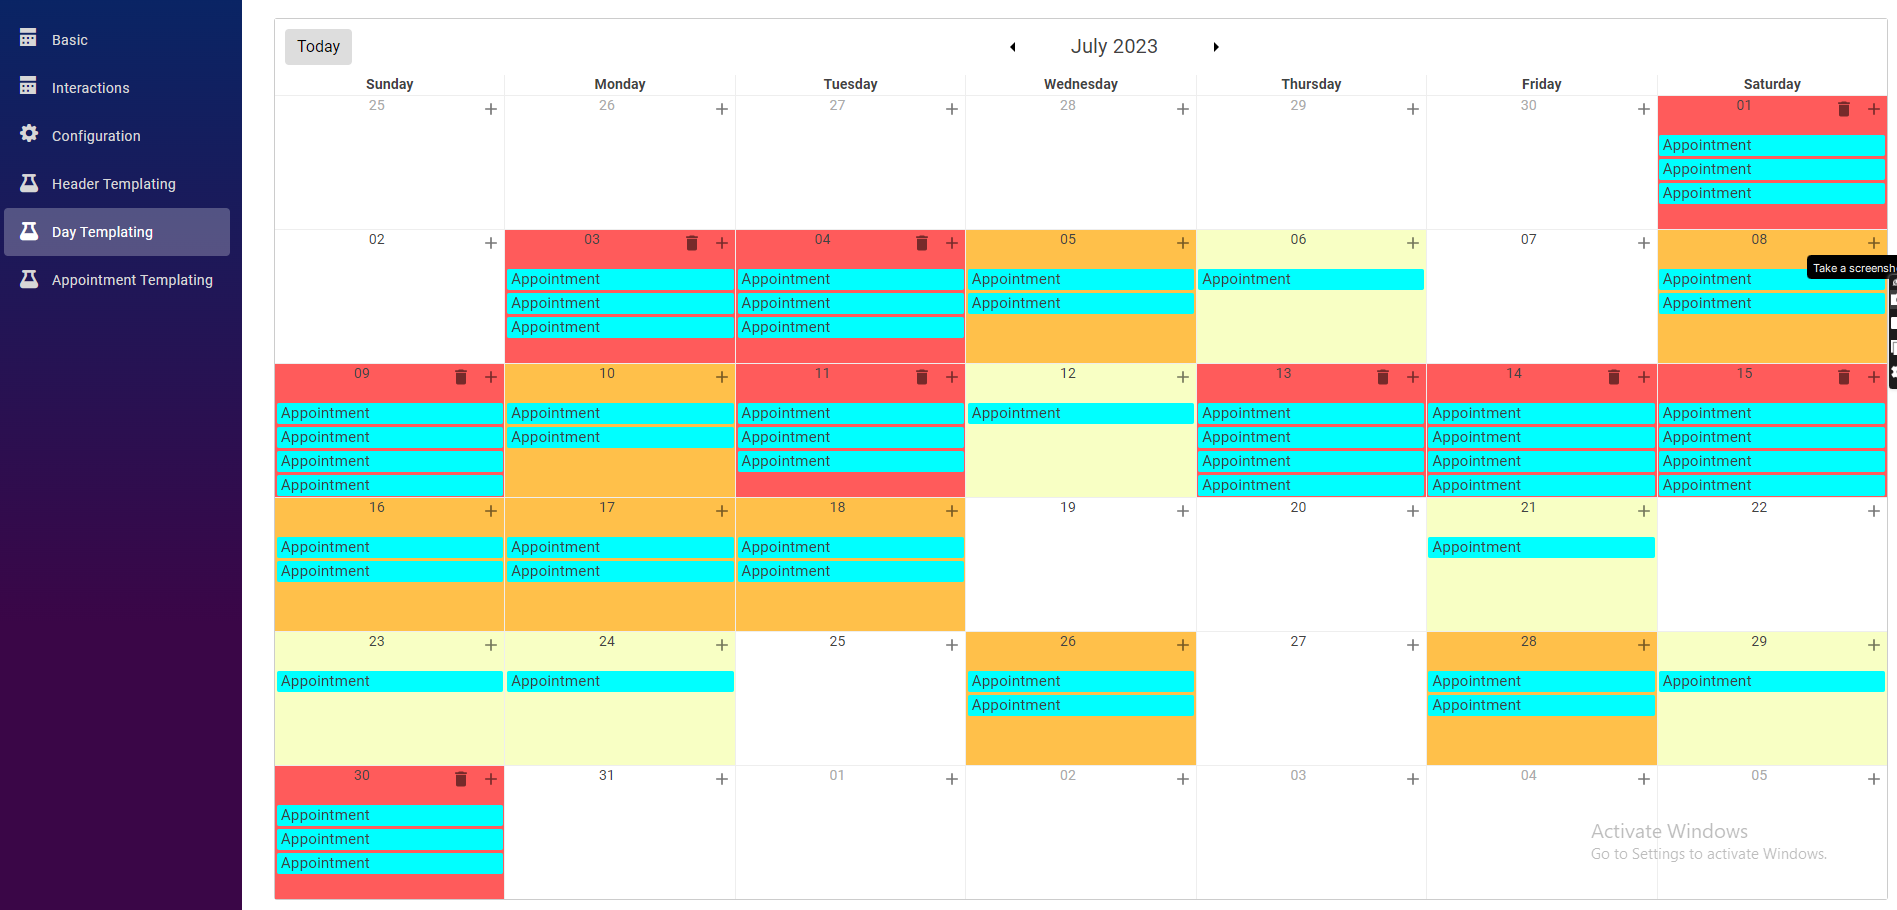 Basic
Interactions
Configuration
Header Templating
Day Templating
Appointment Templating
Today
July 2023
Sunday Monday Tuesday Wednesday Thursday Friday Saturday
25 26 27 28 29 30 01
Appointment
Appointment
Appointment
02 03 04 05 06 07 08
Take a screensh
Appointment Appointment Appointment Appointment Appointment
Appointment Appointment Appointment Appointment
Appointment Appointment
09 10 11 12 13 14 15
Appointment Appointment Appointment Appointment Appointment Appointment Appointment
Appointment Appointment Appointment Appointment Appointment Appointment
Appointment Appointment Appointment Appointment Appointment
Appointment Appointment Appointment Appointment
16 17 18 19 20 21 22
Appointment Appointment Appointment Appointment
Appointment Appointment Appointment
23 24 25 26 27 28 29
Appointment Appointment Appointment Appointment Appointment
Appointment Appointment
30 31 01 02 03 04 05
Appointment
Appointment
Appointment
Activate Windows
Go to Settings to activate Windows.